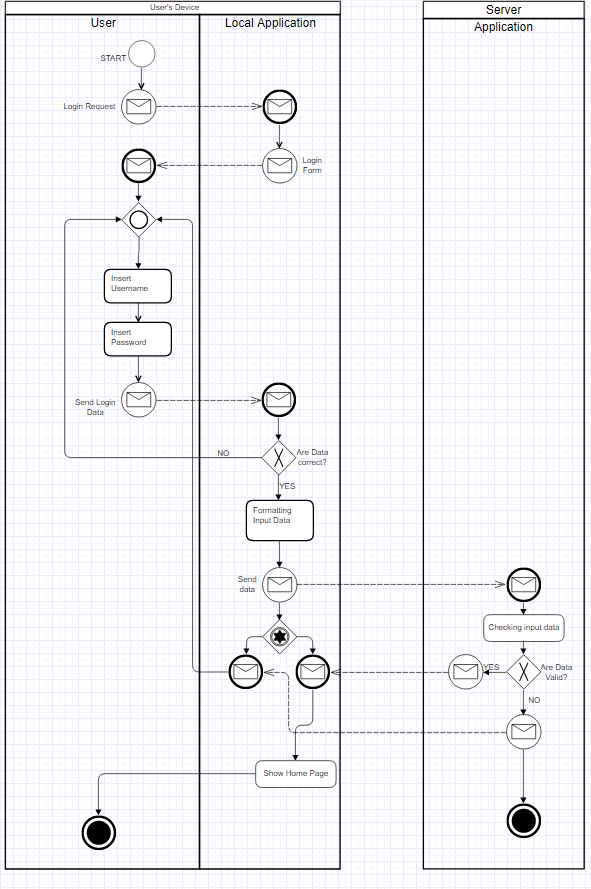 User's Device
Server
User
Local Application
Application
START
Login Request
Login
Form
Insert
Username
Insert
Password
Send Login
Data
NO
Are Data
correct?
YES
Formatting
Input Data
Send
data
Checking input data
YES
Are Data
Valid?
NO
Show Home Page